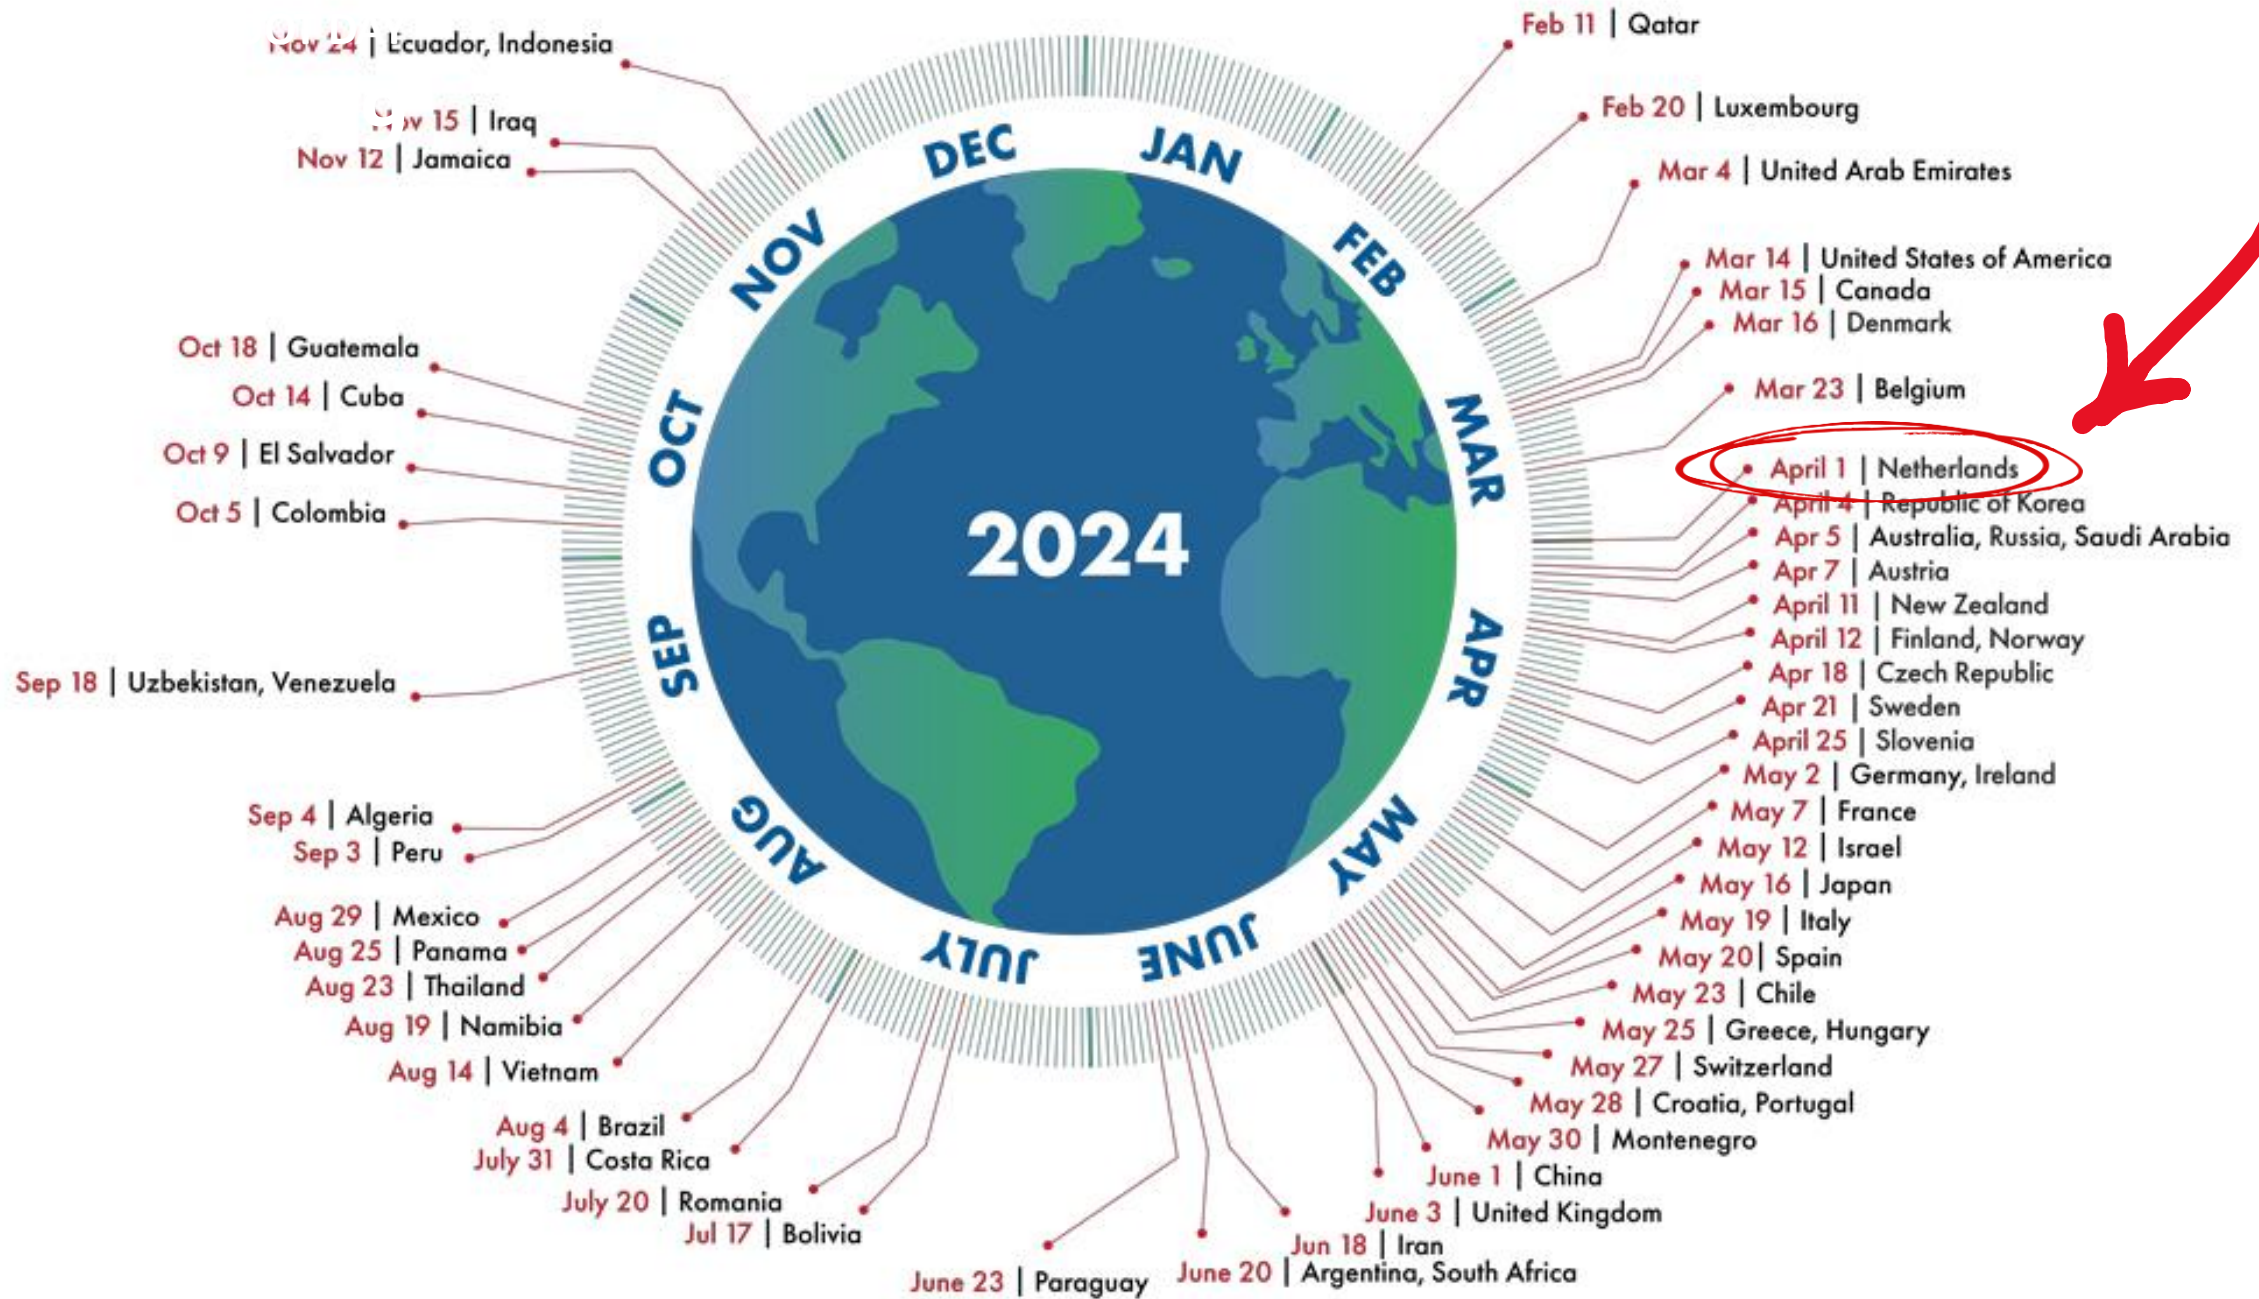 Nov 24 | Ecuador, Indonesia
Nov 15 | Iraq
Nov 12 | Jamaica
Oct 18 | Guatemala
Oct 14 | Cuba
Oct 9 | El Salvador
Oct 5 | Colombia
Sep 18 | Uzbekistan, Venezuela
Sep 4 | Algeria
Sep 3 | Peru
Aug 29 | Mexico
Aug 25 | Panama
Aug 23 | Thailand
Aug 19 | Namibia
Aug 14 | Vietnam
Aug 4 | Brazil
July 31 | Costa Rica
July 20 | Romania
Jul 17 | Bolivia
DEC
JAN
FEB
MAR
APR
MAY
JUNE
JULY
AUG
SEP
OCT
NOV
2024
Feb 11 | Qatar
Feb 20 | Luxembourg
Mar 4 | United Arab Emirates
Mar 14 | United States of America
Mar 15 | Canada
Mar 16 | Denmark
Mar 23 | Belgium
April 1 | Netherlands
April 4 | Republic of Korea
Apr 5 | Australia, Russia, Saudi Arabia
Apr 7 | Austria
April 11 | New Zealand
April 12 | Finland, Norway
Apr 18 | Czech Republic
Apr 21 | Sweden
April 25 | Slovenia
May 2 | Germany, Ireland
May 7 | France
May 12 | Israel
May 16 | Japan
May 19 | Italy
May 20| Spain
May 23 | Chile
May 25 | Greece, Hungary
May 27 | Switzerland
May 28 | Croatia, Portugal
May 30 | Montenegro
June 1 | China
June 3 | United Kingdom
Jun 18 | Iran
June 20 | Argentina, South Africa
June 23 | Paraguay